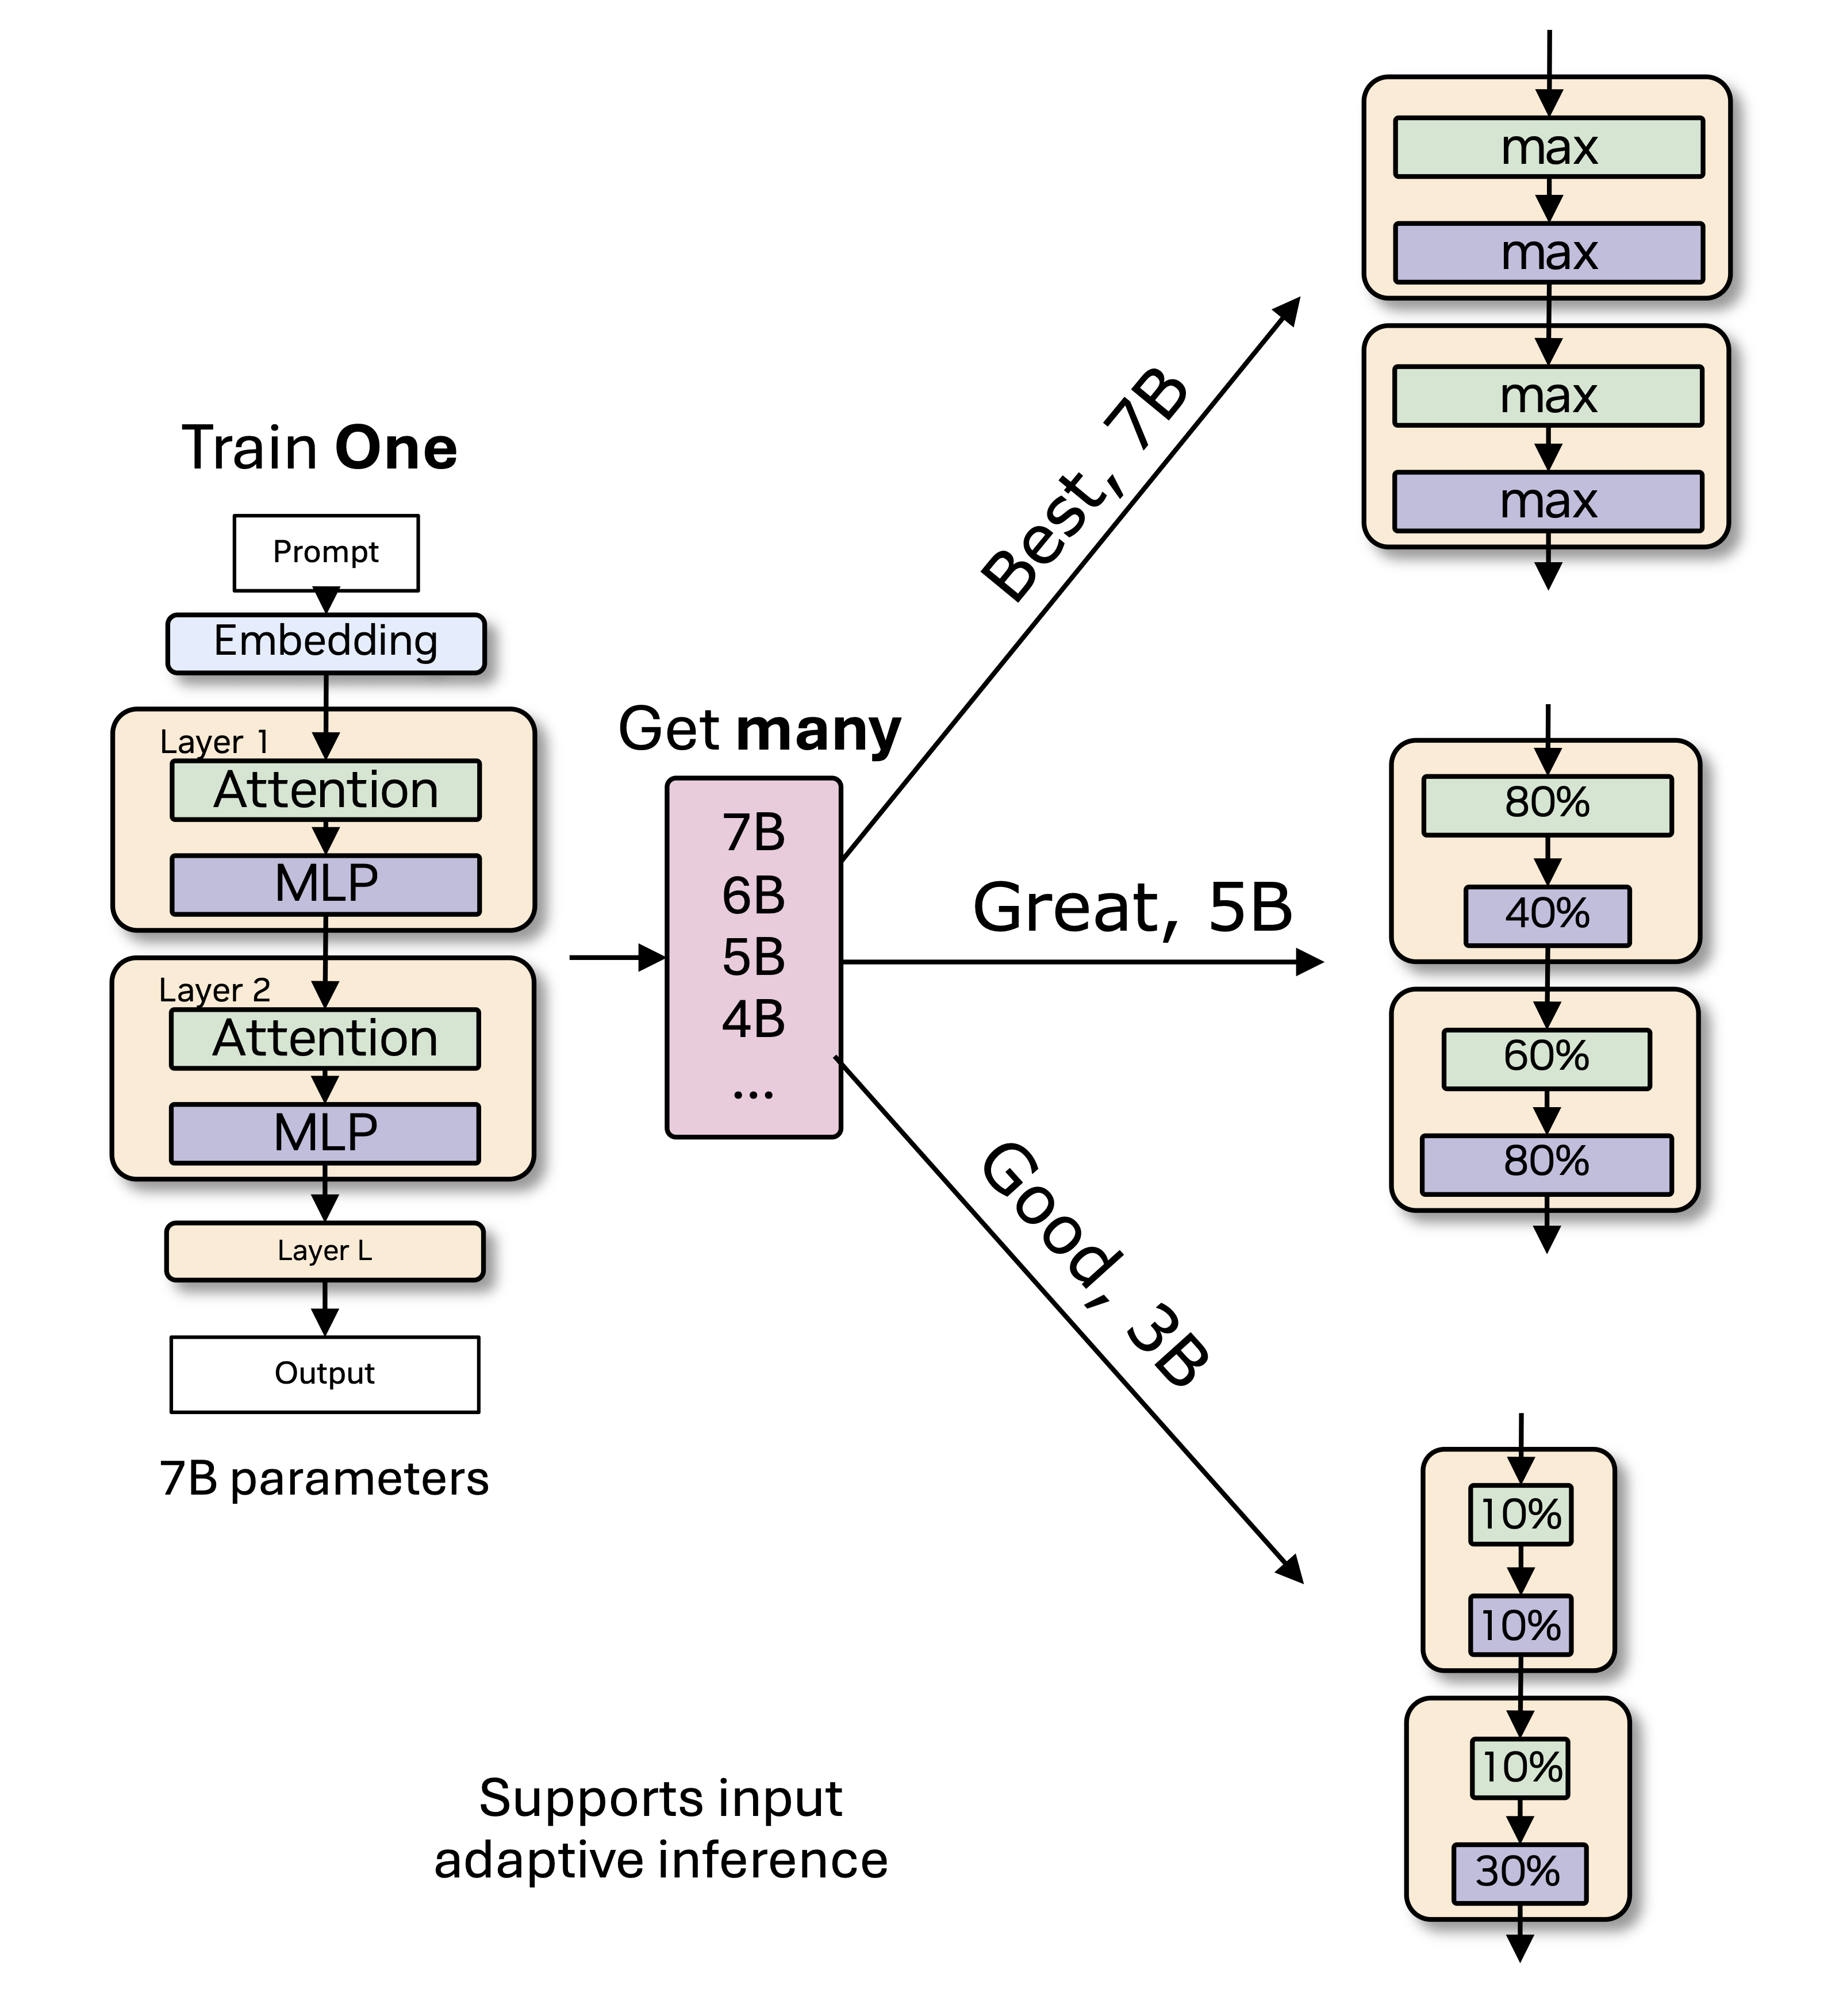 Train One
Prompt
Embedding
Layer 1
Attention
MLP
Layer 2
Attention
MLP
Layer L
Output
7B parameters
Get many
7B
6B
5B
4B
...
Best, 7B
Great, 5B
Good, 3B
max
max
max
max
80%
40%
60%
80%
10%
10%
10%
30%
Supports input
adaptive inference